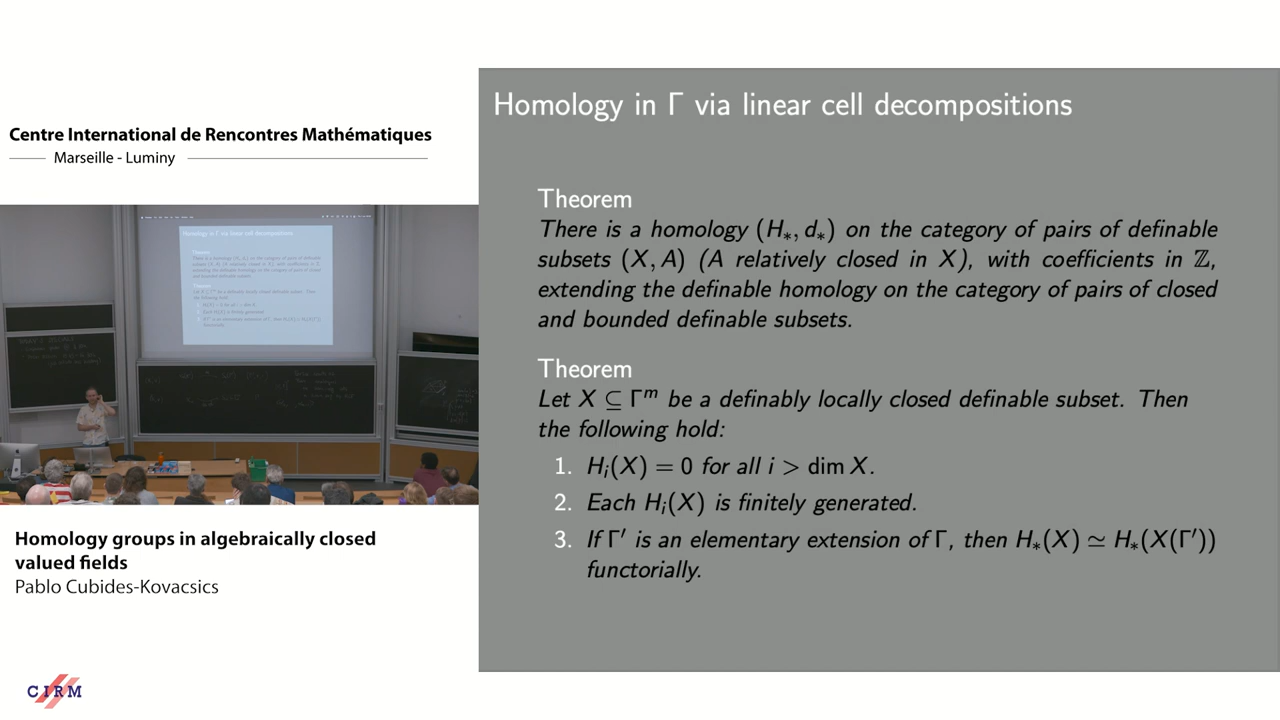 Centre International de Rencontres Mathématiques
Marseille - Luminy
Homology in Γ via linear cell decompositions
Theorem
There is a homology (H∗, d∗) on the category of pairs of definable
subsets (X, A) (A relatively closed in X), with coefficients in ℤ,
extending the definable homology on the category of pairs of closed
and bounded definable subsets.
Theorem
Let X ⊆ Γᵐ be a definably locally closed definable subset. Then
the following hold:
1. Hᵢ(X) = 0 for all i > dim X.
2. Each Hᵢ(X) is finitely generated.
3. If Γ′ is an elementary extension of Γ, then H∗(X) ≃ H∗(X(Γ′))
functorially.
Homology groups in algebraically closed
valued fields
Pablo Cubides-Kovacsics
CIRM